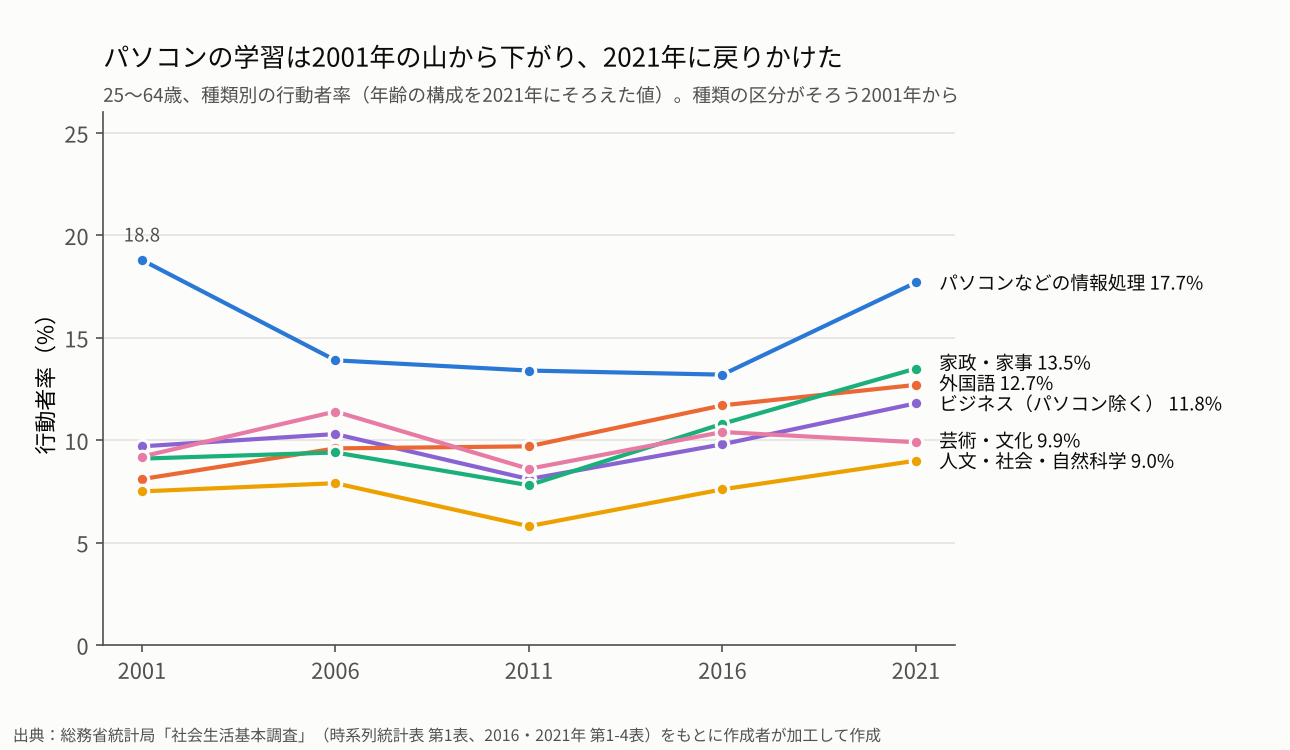 パソコンの学習は2001年の山から下がり、2021年に戻りかけた
25〜64歳、種類別の行動者率（年齢の構成を2021年にそろえた値）。種類の区分がそろう2001年から
行動者率（%）
25
20
15
10
5
0
18.8
パソコンなどの情報処理 17.7%
家政・家事 13.5%
外国語 12.7%
ビジネス（パソコン除く） 11.8%
芸術・文化 9.9%
人文・社会・自然科学 9.0%
2001
2006
2011
2016
2021
出典：総務省統計局「社会生活基本調査」（時系列統計表 第1表、2016・2021年 第1-4表）をもとに作成者が加工して作成